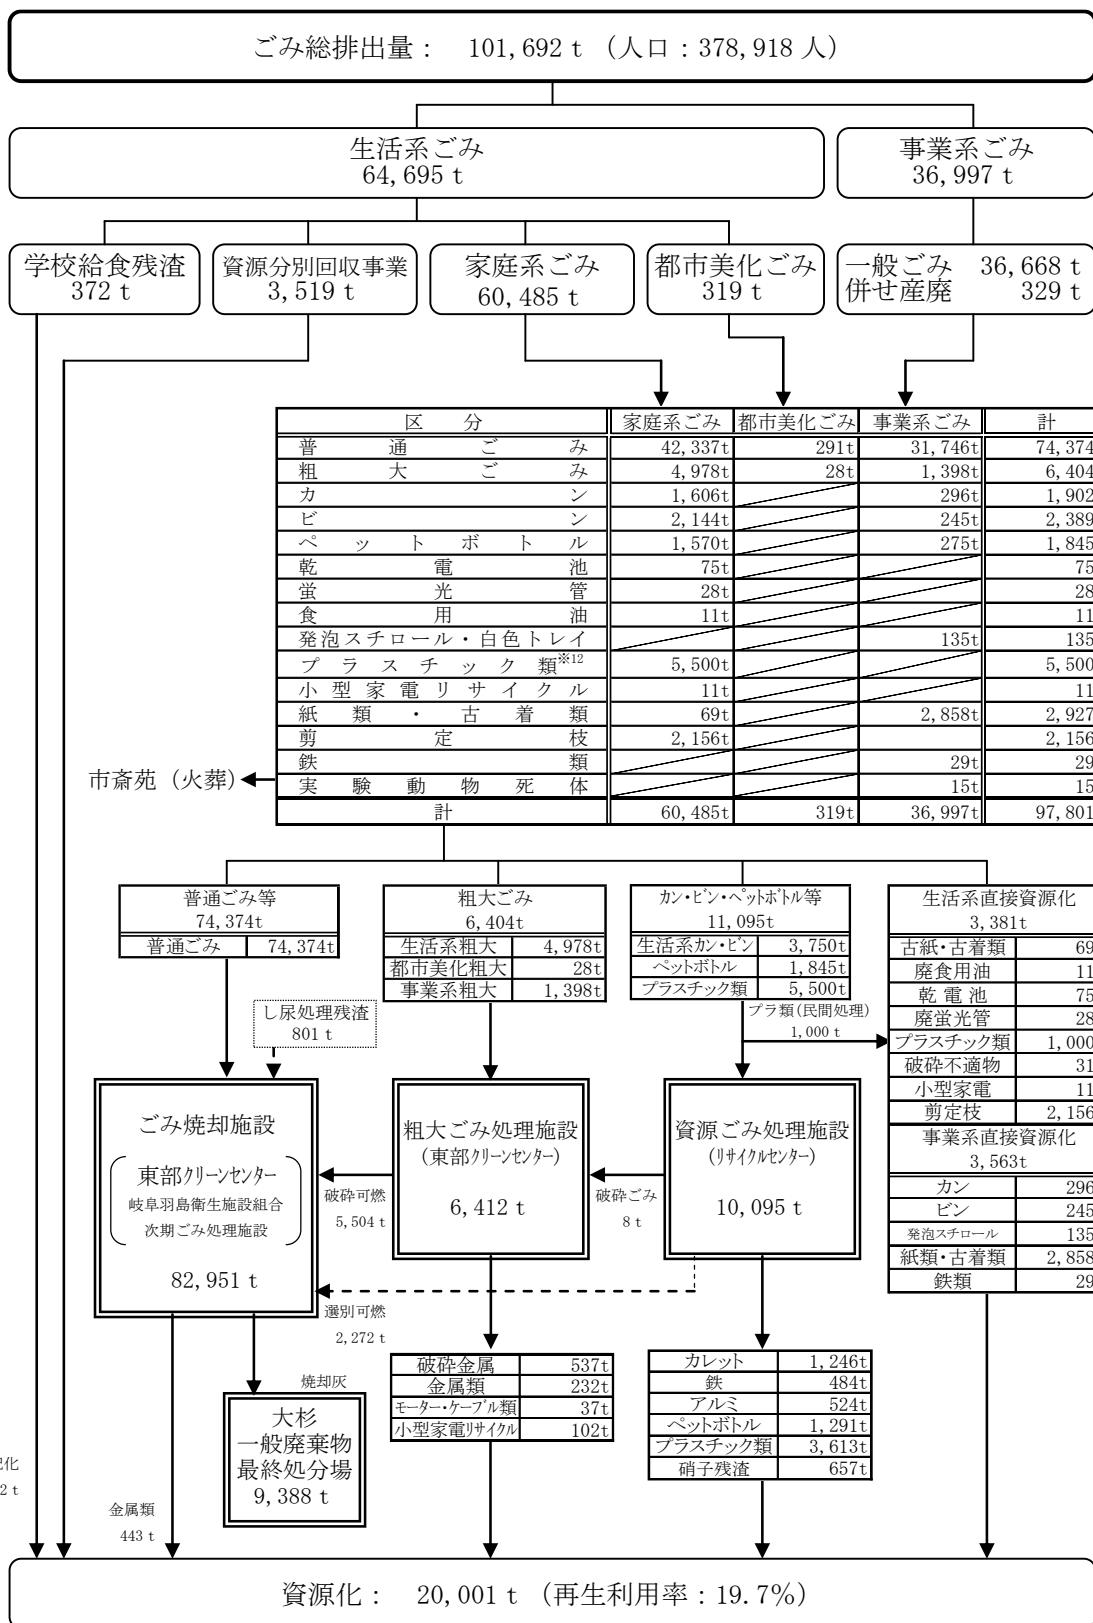 ごみ総排出量： 101,692ｔ（人口：378,918人）
生活系ごみ
64,695ｔ
事業系ごみ
36,997ｔ
学校給食残渣
372ｔ
資源分別回収事業
3,519ｔ
家庭系ごみ
60,485ｔ
都市美化ごみ
319ｔ
一般ごみ 36,668ｔ
併せ産廃 329ｔ
区分 家庭系ごみ 都市美化ごみ 事業系ごみ 計
普通ごみ 42,337t 291t 31,746t 74,374
粗大ごみ 4,978t 28t 1,398t 6,404
カン 1,606t 296t 1,902
ビン 2,144t 245t 2,389
ペットボトル 1,570t 275t 1,845
乾電池 75t 75
蛍光管 28t 28
食用油 11t 11
発泡スチロール・白色トレイ 135t 135
プラスチック類※12 5,500t 5,500
小型家電リサイクル 11t 11
紙類・古着類 69t 2,858t 2,927
剪定枝 2,156t 2,156
鉄類 29t 29
市斎苑（火葬）
実験動物死体 15t 15
計 60,485t 319t 36,997t 97,801
普通ごみ等
74,374t
普通ごみ 74,374t
粗大ごみ
6,404t
生活系粗大 4,978t
都市美化粗大 28t
事業系粗大 1,398t
カン・ビン・ペットボトル等
11,095t
生活系カン・ビン 3,750t
ペットボトル 1,845t
プラスチック類 5,500t
プラ類(民間処理)
1,000ｔ
生活系直接資源化
3,381t
古紙・古着類 69
廃食用油 11
乾電池 75
廃蛍光管 28
プラスチック類 1,000
破砕不適物 31
小型家電 11
剪定枝 2,156
事業系直接資源化
3,563t
カン 296
ビン 245
発泡スチロール 135
紙類・古着類 2,858
鉄類 29
し尿処理残渣
801ｔ
ごみ焼却施設
東部クリーンセンター
岐阜羽島衛生施設組合
次期ごみ処理施設
82,951ｔ
破砕可燃
5,504ｔ
粗大ごみ処理施設
(東部クリーンセンター)
6,412ｔ
破砕ごみ
8ｔ
資源ごみ処理施設
(リサイクルセンター)
10,095ｔ
選別可燃
2,272ｔ
破砕金属 537t
金属類 232t
モーター・ケーブル類 37t
小型家電リサイクル 102t
カレット 1,246t
鉄 484t
アルミ 524t
ペットボトル 1,291t
プラスチック類 3,613t
硝子残渣 657t
焼却灰
大杉
一般廃棄物
最終処分場
9,388ｔ
化
2ｔ
金属類
443ｔ
資源化： 20,001ｔ（再生利用率：19.7％）